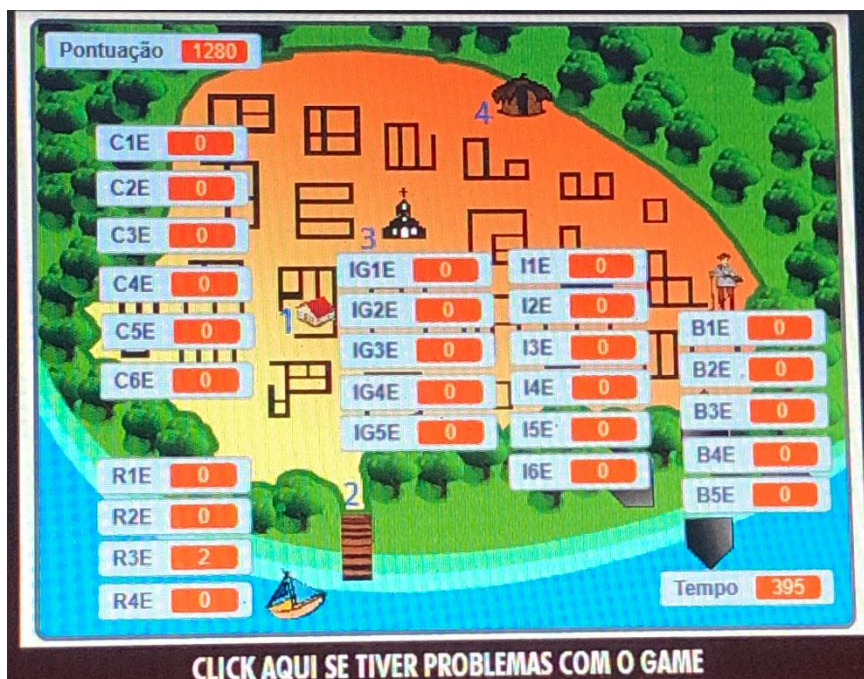 Pontuação 1280
4
C1E 0
C2E 0
C3E 0
3
C4E 0
C5E 0
C6E 0
1
IG1E 0
IG2E 0
IG3E 0
IG4E 0
IG5E 0
I1E 0
I2E 0
I3E 0
I4E 0
I5E 0
I6E 0
B1E 0
B2E 0
B3E 0
B4E 0
B5E 0
R1E 0
R2E 0
R3E 2
R4E 0
2
Tempo 395
CLICK AQUI SE TIVER PROBLEMAS COM O GAME